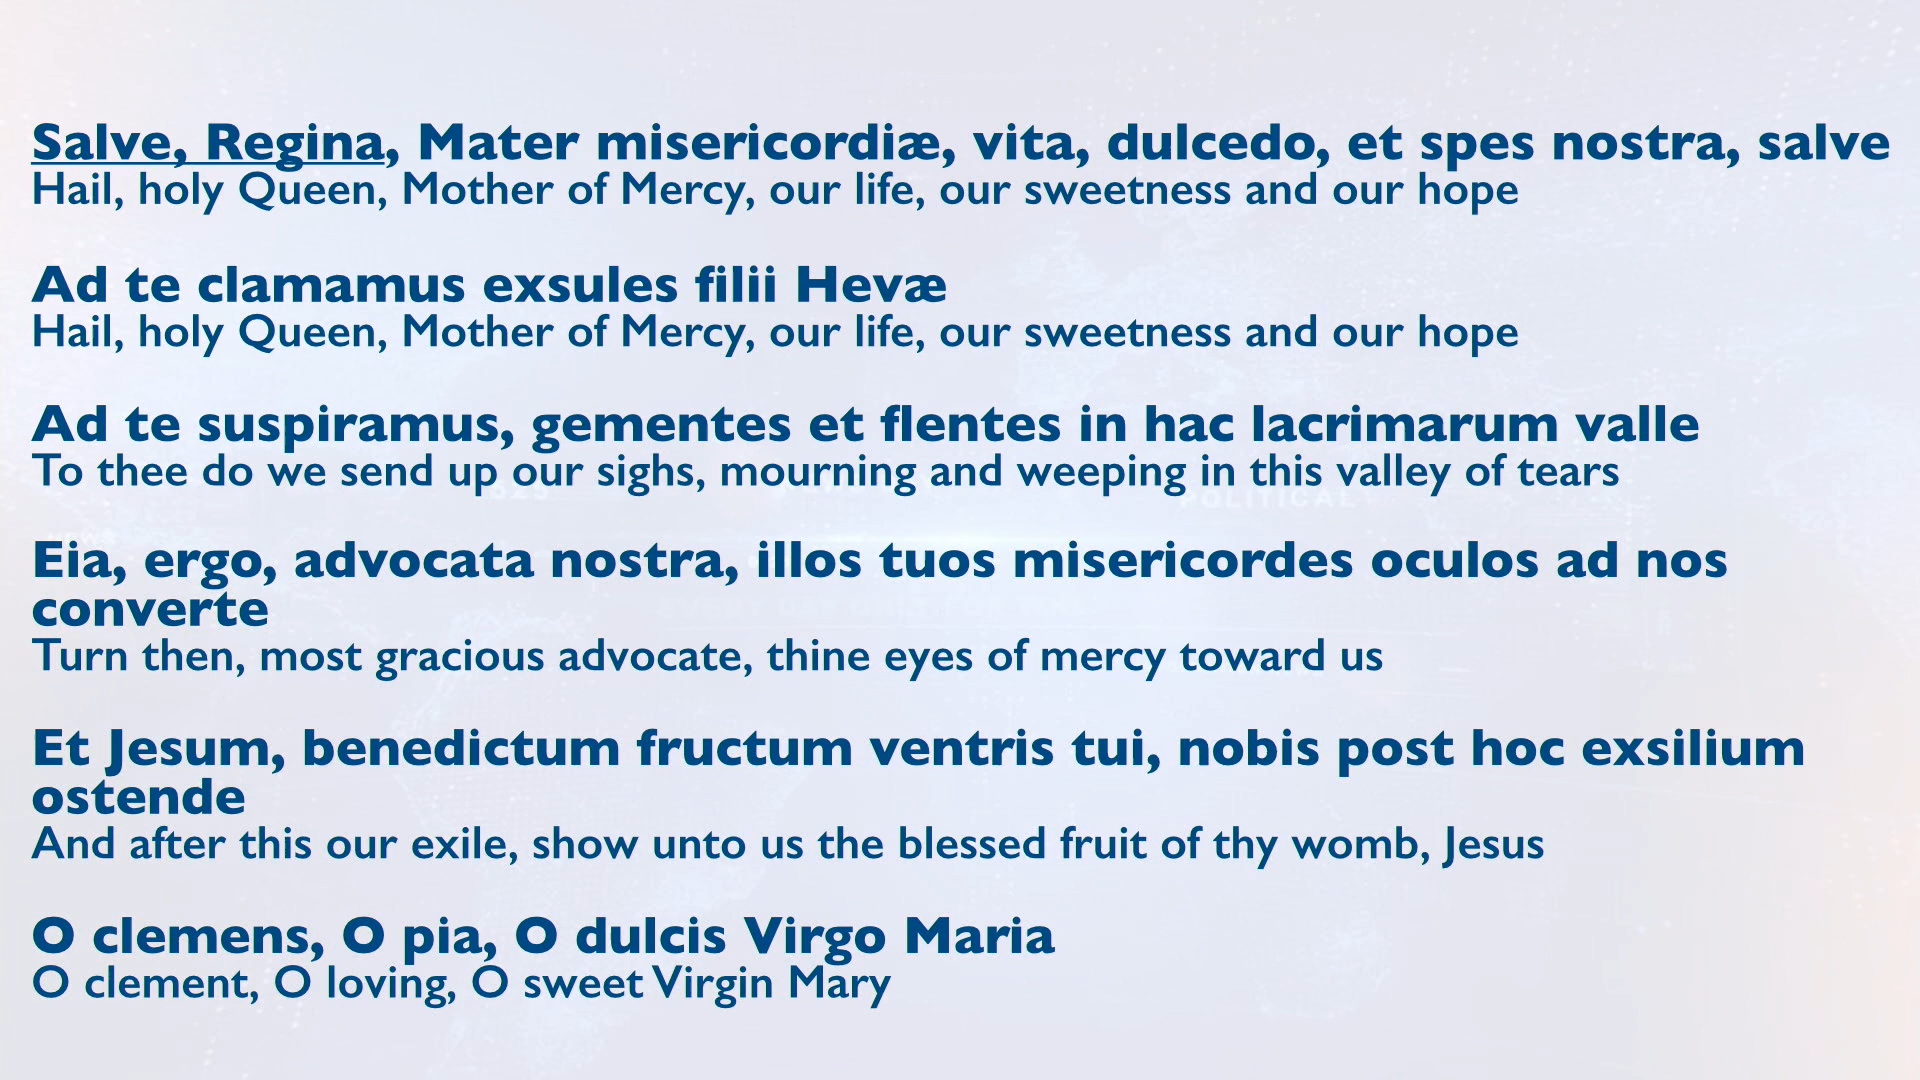 Salve, Regina, Mater misericordiæ, vita, dulcedo, et spes nostra, salve
Hail, holy Queen, Mother of Mercy, our life, our sweetness and our hope
Ad te clamamus exsules filii Hevæ
Hail, holy Queen, Mother of Mercy, our life, our sweetness and our hope
Ad te suspiramus, gementes et flentes in hac lacrimarum valle
To thee do we send up our sighs, mourning and weeping in this valley of tears
POLITICAL
Eia, ergo, advocata nostra, illos tuos misericordes oculos ad nos
converte
Turn then, most gracious advocate, thine eyes of mercy toward us
Et Jesum, benedictum fructum ventris tui, nobis post hoc exsilium
ostende
And after this our exile, show unto us the blessed fruit of thy womb, Jesus
O clemens, O pia, O dulcis Virgo Maria
O clement, O loving, O sweet Virgin Mary